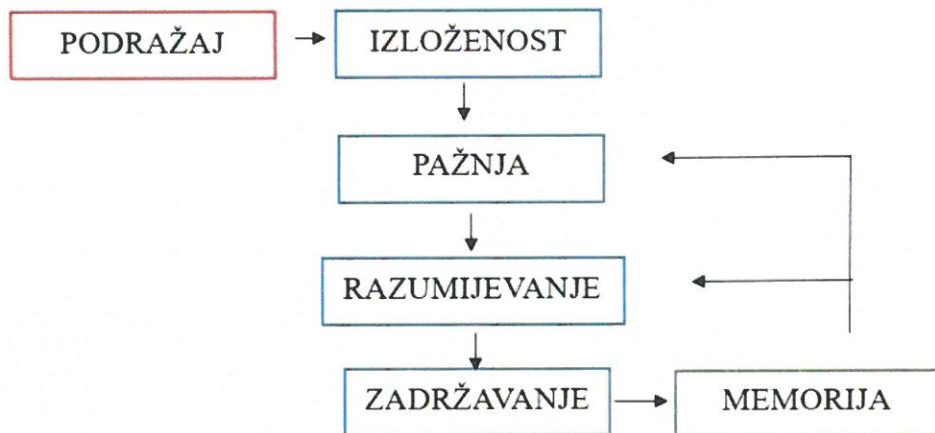 PODRAŽAJ
IZLOŽENOST
PAŽNJA
RAZUMIJEVANJE
ZADRŽAVANJE
MEMORIJA